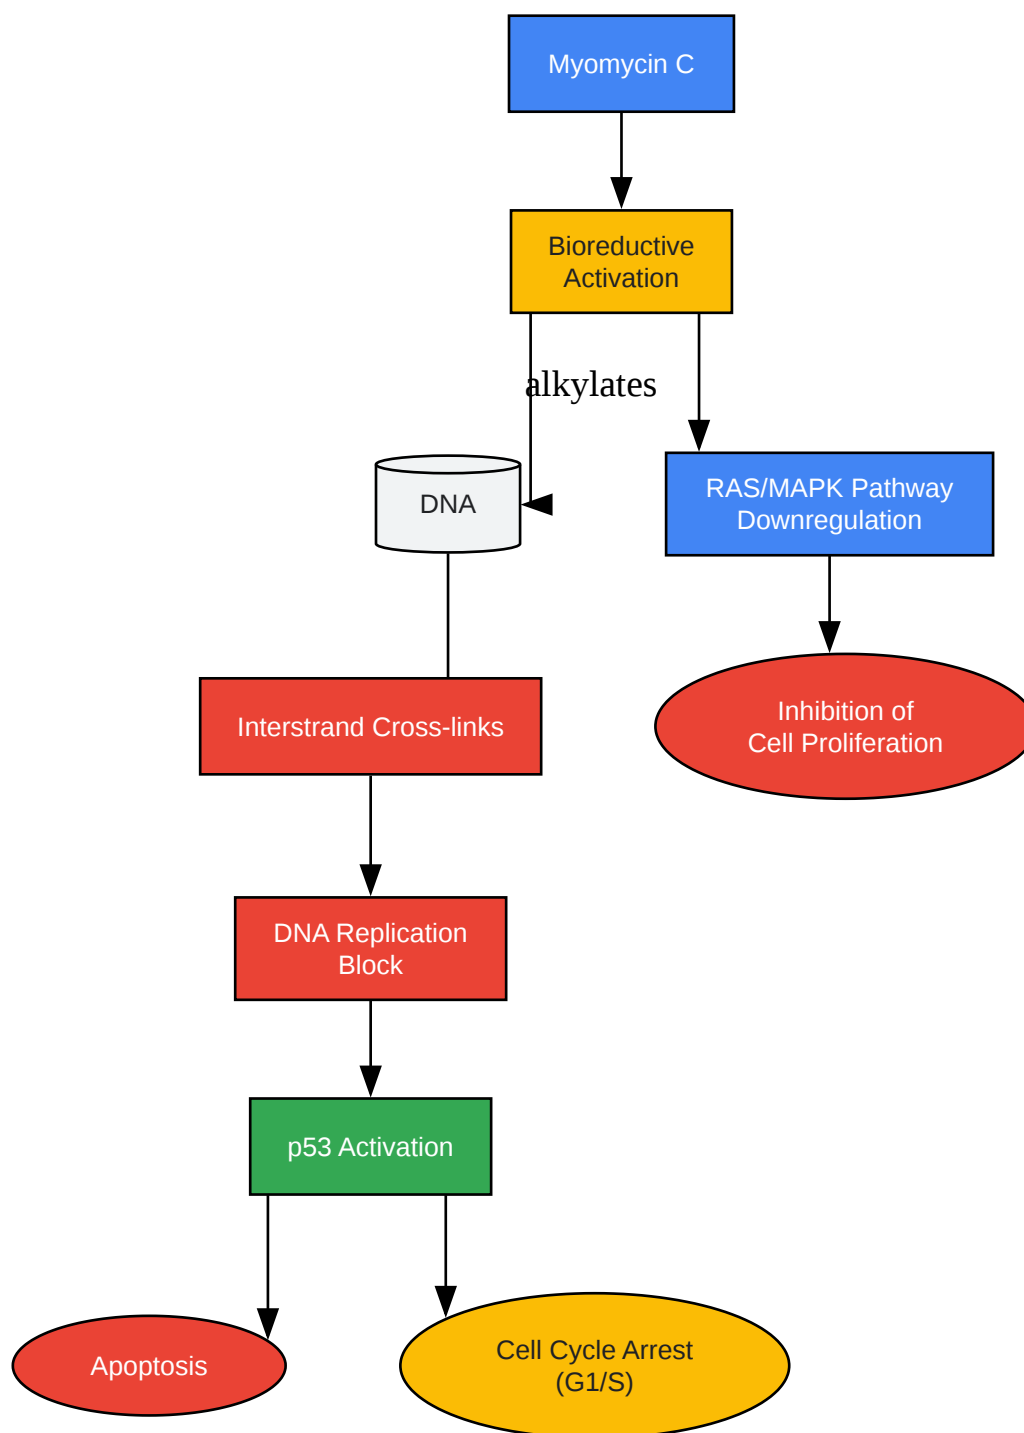 Myomycin C
Bioreductive
Activation
alkylates
DNA
RAS/MAPK Pathway
Downregulation
Interstrand Cross-links
Inhibition of
Cell Proliferation
DNA Replication
Block
p53 Activation
Apoptosis
Cell Cycle Arrest
(G1/S)